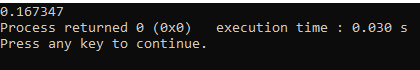 0.167347
Process returned 0 (0x0)   execution time : 0.030 s
Press any key to continue.